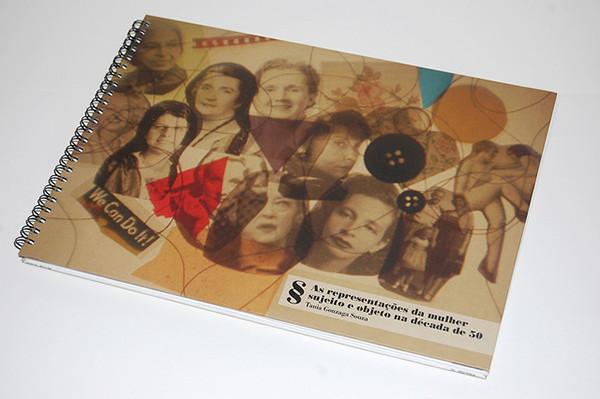 We Can Do It!
§ As representações da mulher
sujeito e objeto na década de 50
Tania Gonzaga Souza